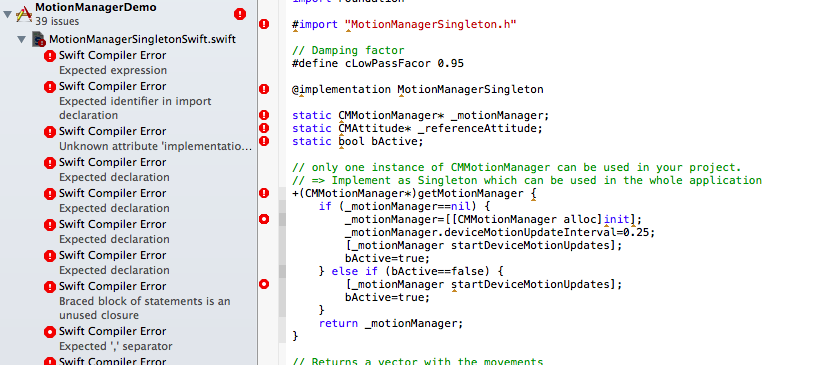 MotionManagerDemo
39 issues
MotionManagerSingletonSwift.swift
Swift Compiler Error
Expected expression
Swift Compiler Error
Expected identifier in import
declaration
Swift Compiler Error
Unknown attribute 'implementatio...
Swift Compiler Error
Expected declaration
Swift Compiler Error
Expected declaration
Swift Compiler Error
Expected declaration
Swift Compiler Error
Expected declaration
Swift Compiler Error
Braced block of statements is an
unused closure
Swift Compiler Error
Expected ',' separator
Swift Compiler Error
import Foundation
#import "MotionManagerSingleton.h"
// Damping factor
#define cLowPassFacor 0.95
@implementation MotionManagerSingleton
static CMMotionManager* _motionManager;
static CMAttitude* _referenceAttitude;
static bool bActive;
// only one instance of CMMotionManager can be used in your project.
// => Implement as Singleton which can be used in the whole application
+(CMMotionManager*)getMotionManager {
if (_motionManager==nil) {
_motionManager=[[CMMotionManager alloc]init];
_motionManager.deviceMotionUpdateInterval=0.25;
[_motionManager startDeviceMotionUpdates];
bActive=true;
} else if (bActive==false) {
[_motionManager startDeviceMotionUpdates];
bActive=true;
}
return _motionManager;
}
// Returns a vector with the movements